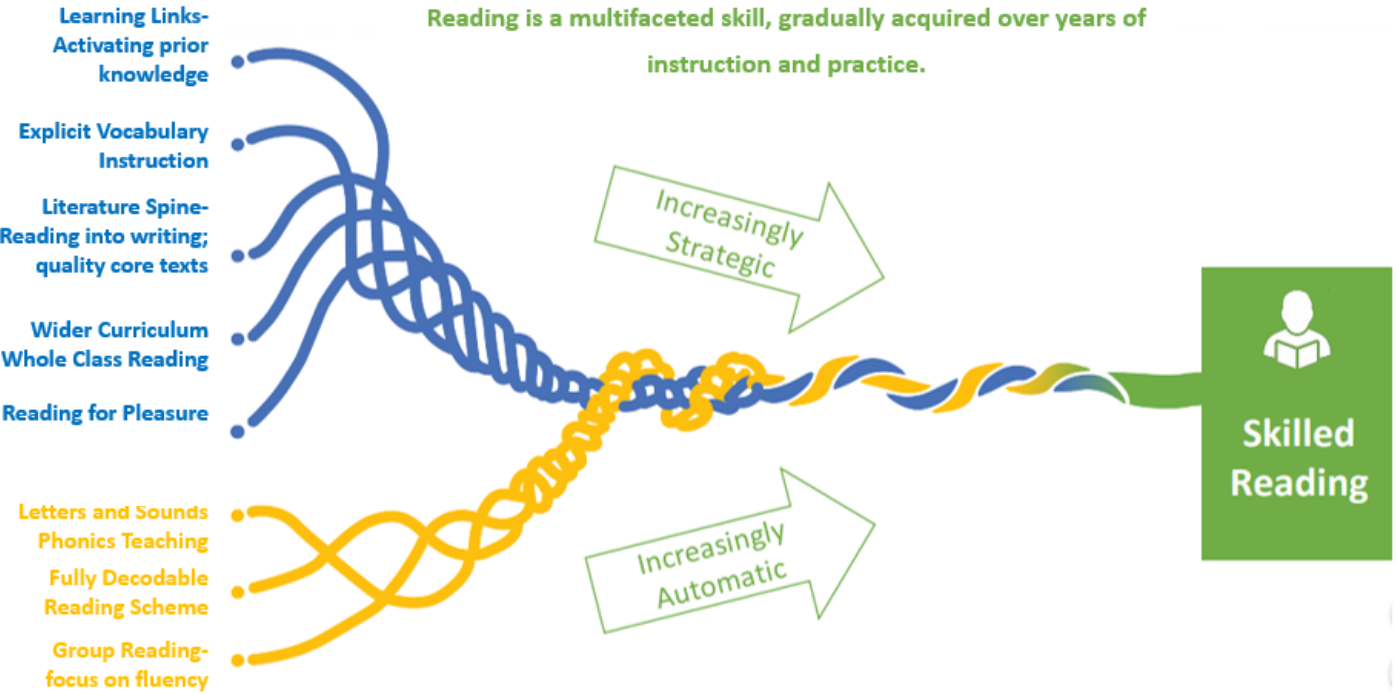 Reading is a multifaceted skill, gradually acquired over years of
instruction and practice.
Learning Links-
Activating prior
knowledge
Explicit Vocabulary
Instruction
Literature Spine-
Reading into writing;
quality core texts
Wider Curriculum
Whole Class Reading
Reading for Pleasure
Letters and Sounds
Phonics Teaching
Fully Decodable
Reading Scheme
Group Reading-
focus on fluency
Increasingly
Strategic
Increasingly
Automatic
Skilled
Reading